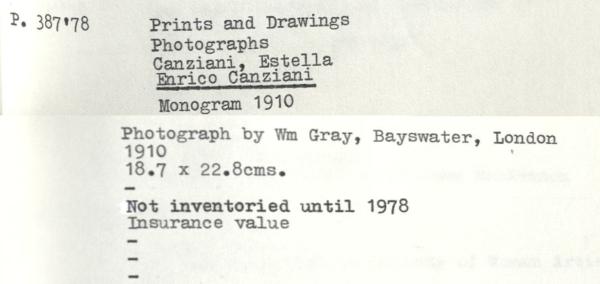 P. 387'78 Prints and Drawings
Photographs
Canziani, Estella
Enrico Canziani
Monogram 1910
Photograph by Wm Gray, Bayswater, London
1910
18.7 x 22.8cms.
-
Not inventoried until 1978
Insurance value
-
-
-